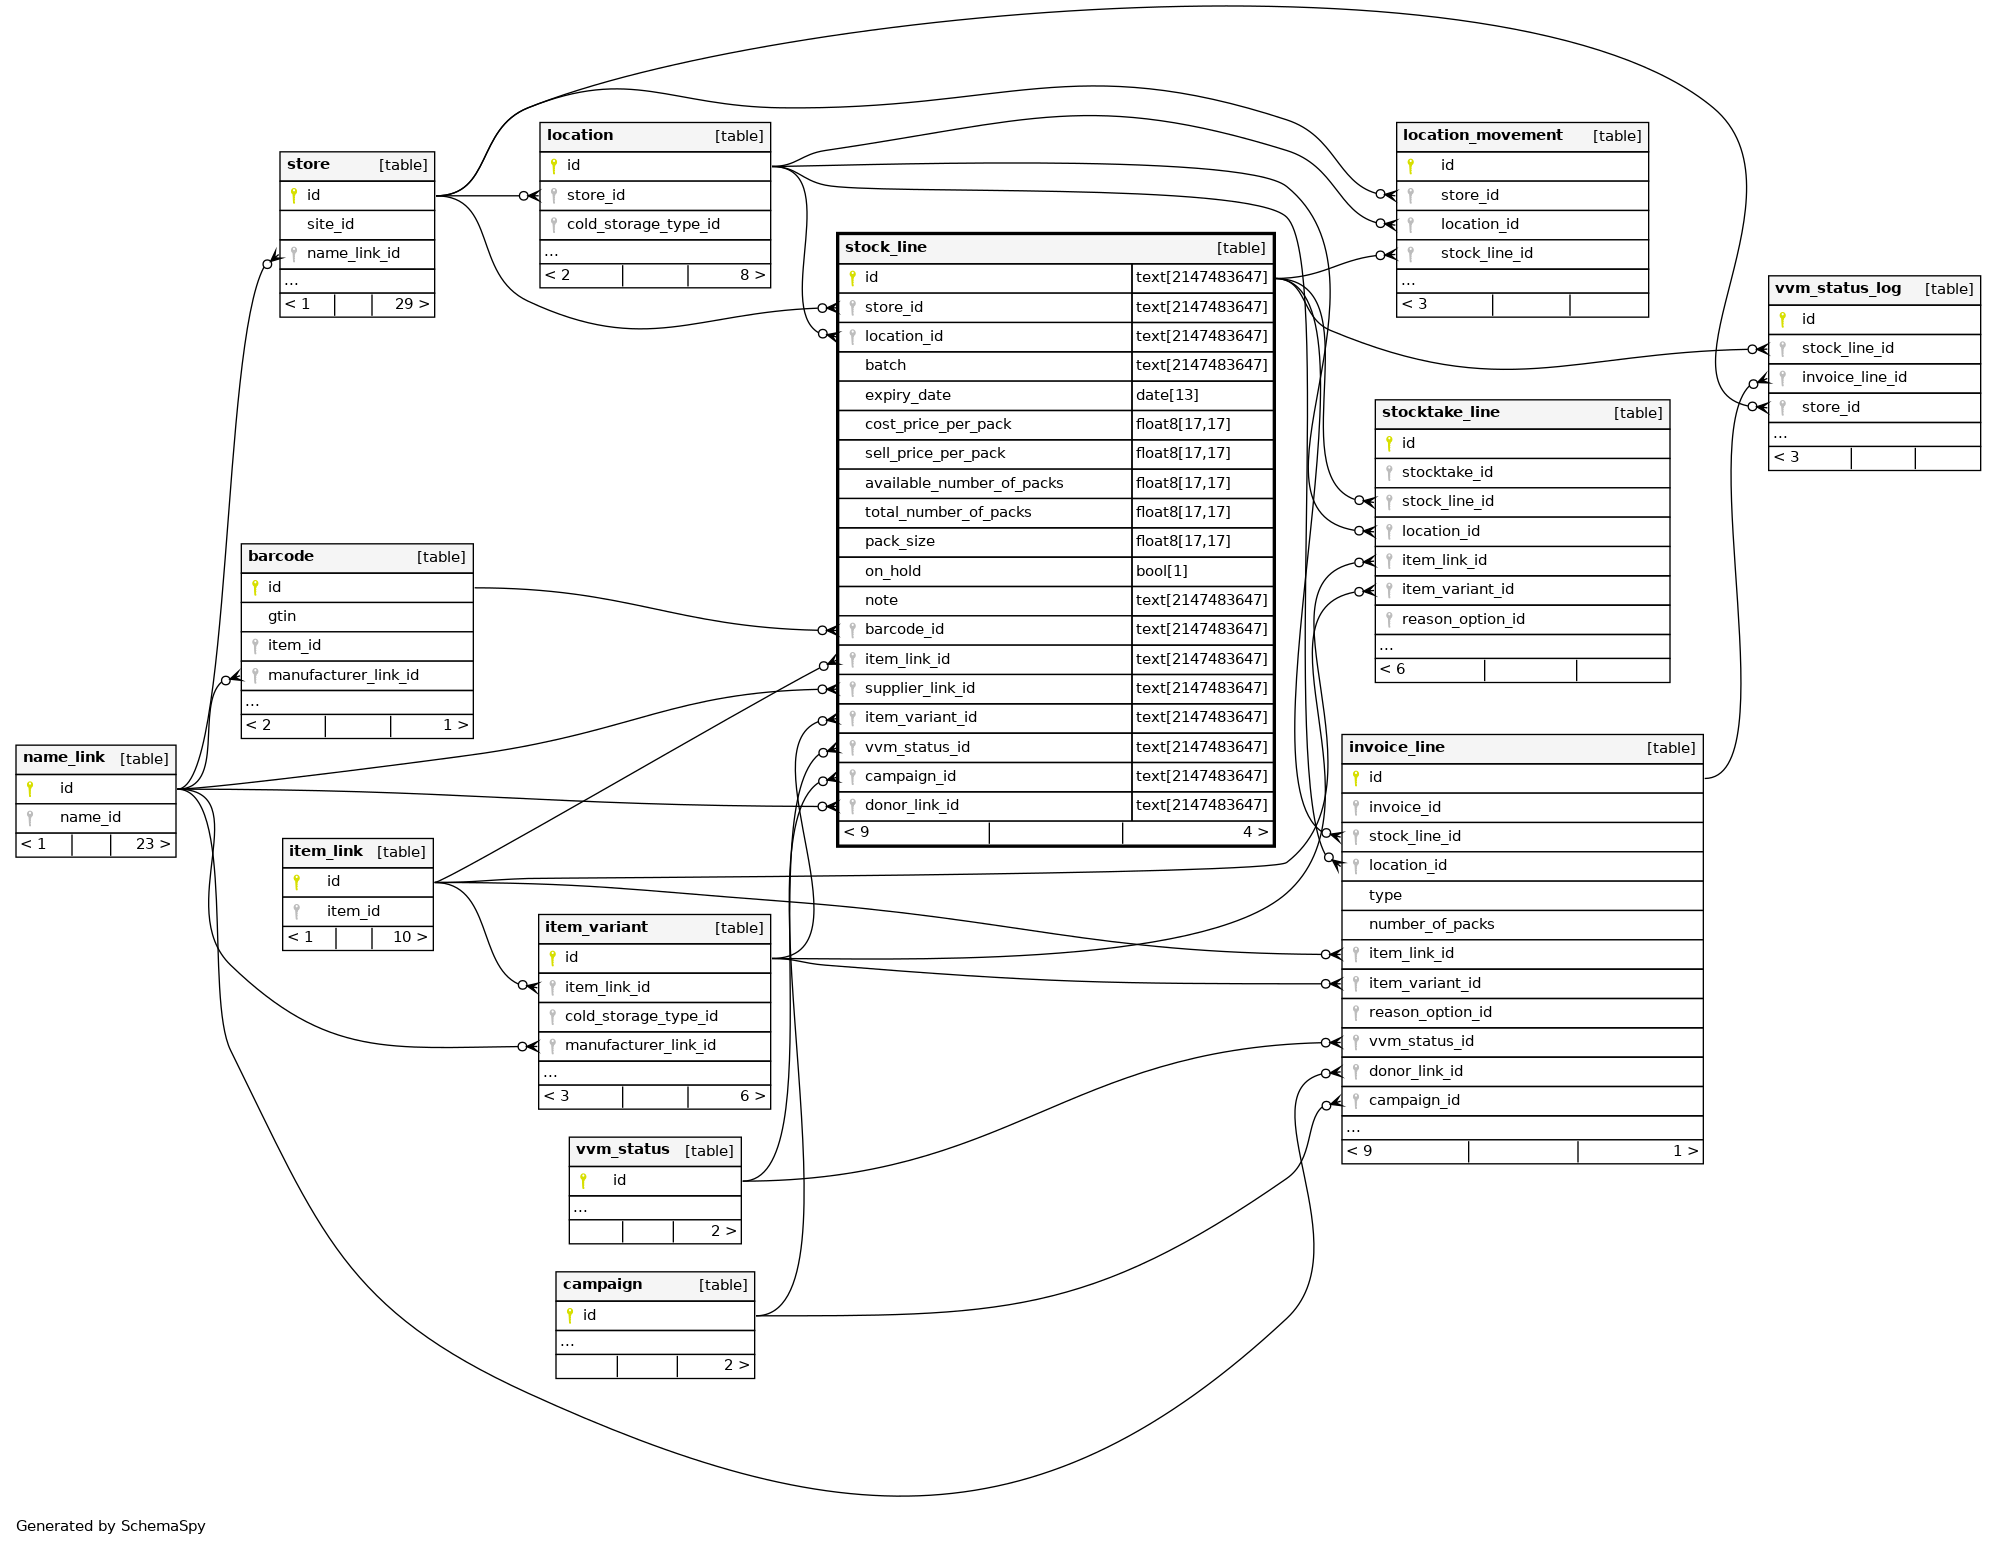 store [table]
id
site_id
name_link_id
...
< 1 29 >
location [table]
id
store_id
cold_storage_type_id
...
< 2 8 >
location_movement [table]
id
store_id
location_id
stock_line_id
...
< 3
stock_line [table]
id text[2147483647]
store_id text[2147483647]
location_id text[2147483647]
batch text[2147483647]
expiry_date date[13]
cost_price_per_pack float8[17,17]
sell_price_per_pack float8[17,17]
available_number_of_packs float8[17,17]
total_number_of_packs float8[17,17]
pack_size float8[17,17]
on_hold bool[1]
note text[2147483647]
barcode_id text[2147483647]
item_link_id text[2147483647]
supplier_link_id text[2147483647]
item_variant_id text[2147483647]
vvm_status_id text[2147483647]
campaign_id text[2147483647]
donor_link_id text[2147483647]
< 9 4 >
vvm_status_log [table]
id
stock_line_id
invoice_line_id
store_id
...
< 3
stocktake_line [table]
id
stocktake_id
stock_line_id
location_id
item_link_id
item_variant_id
reason_option_id
...
< 6
barcode [table]
id
gtin
item_id
manufacturer_link_id
...
< 2 1 >
name_link [table]
id
name_id
< 1 23 >
item_link [table]
id
item_id
< 1 10 >
item_variant [table]
id
item_link_id
cold_storage_type_id
manufacturer_link_id
...
< 3 6 >
invoice_line [table]
id
invoice_id
stock_line_id
location_id
type
number_of_packs
item_link_id
item_variant_id
reason_option_id
vvm_status_id
donor_link_id
campaign_id
...
< 9 1 >
vvm_status [table]
id
...
2 >
campaign [table]
id
...
2 >
Generated by SchemaSpy